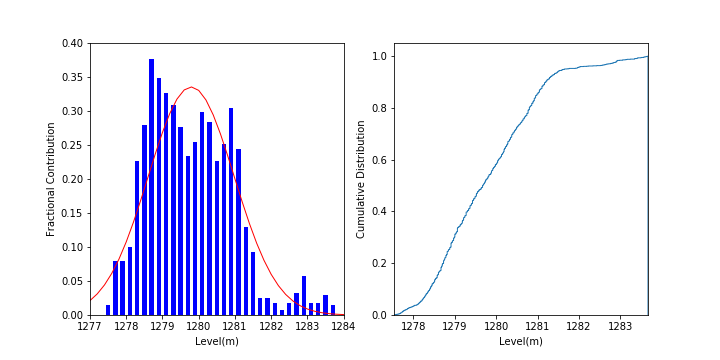 0.40
0.35
0.30
0.25
0.20
0.15
0.10
0.05
0.00
Fractional Contribution
1277 1278 1279 1280 1281 1282 1283 1284
Level(m)
1.0
0.8
0.6
0.4
0.2
0.0
Cumulative Distribution
1278 1279 1280 1281 1282 1283
Level(m)